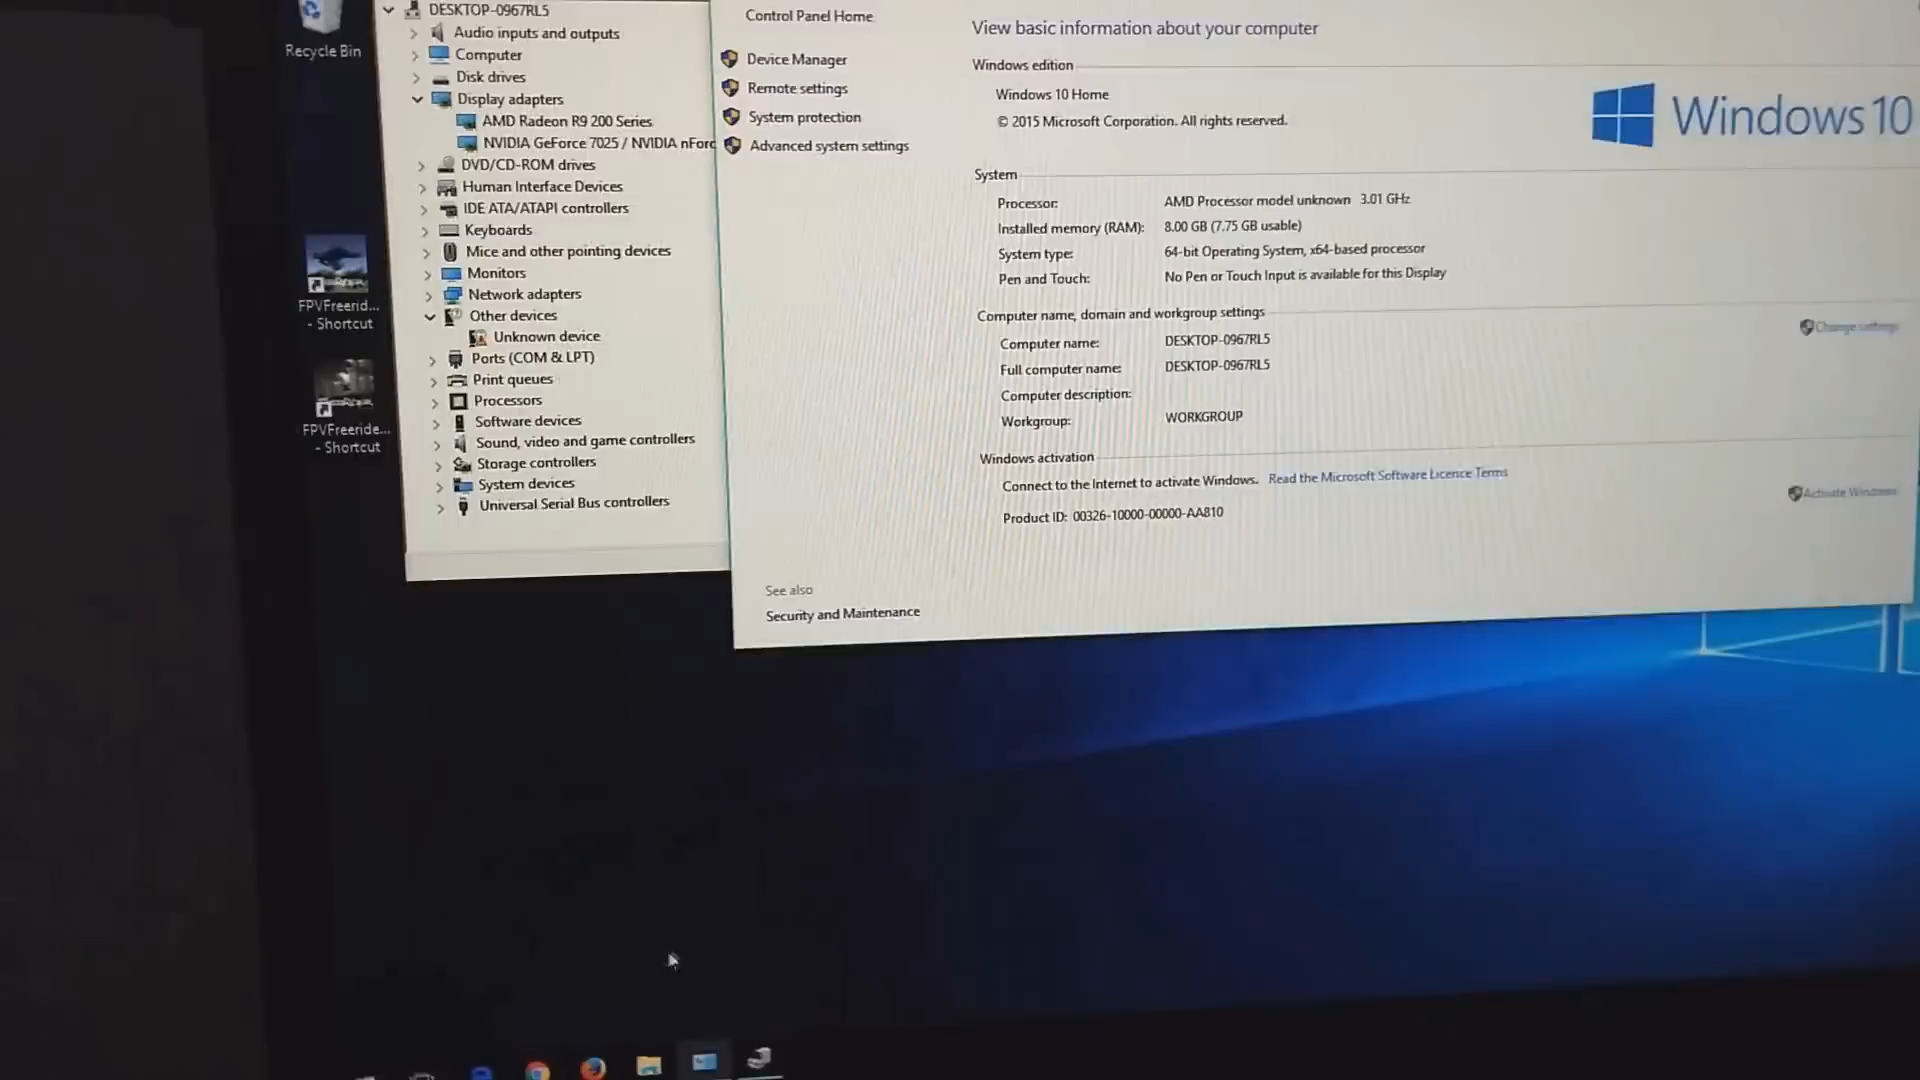 Recycle Bin
FPVFreerid...
- Shortcut
FPVFreeride...
- Shortcut
DESKTOP-0967RL5
Audio inputs and outputs
Computer
Disk drives
Display adapters
AMD Radeon R9 200 Series
NVIDIA GeForce 7025 / NVIDIA nForc
DVD/CD-ROM drives
Human Interface Devices
IDE ATA/ATAPI controllers
Keyboards
Mice and other pointing devices
Monitors
Network adapters
Other devices
Unknown device
Ports (COM & LPT)
Print queues
Processors
Software devices
Sound, video and game controllers
Storage controllers
System devices
Universal Serial Bus controllers
Control Panel Home
Device Manager
Remote settings
System protection
Advanced system settings
See also
Security and Maintenance
View basic information about your computer
Windows edition
Windows 10 Home
© 2015 Microsoft Corporation. All rights reserved.
Windows 10
System
Processor: AMD Processor model unknown 3.01 GHz
Installed memory (RAM): 8.00 GB (7.75 GB usable)
System type: 64-bit Operating System, x64-based processor
Pen and Touch: No Pen or Touch Input is available for this Display
Computer name, domain and workgroup settings
Computer name: DESKTOP-0967RL5
Change settings
Full computer name: DESKTOP-0967RL5
Computer description:
Workgroup: WORKGROUP
Windows activation
Connect to the Internet to activate Windows. Read the Microsoft Software Licence Terms
Activate Windows
Product ID: 00326-10000-00000-AA810